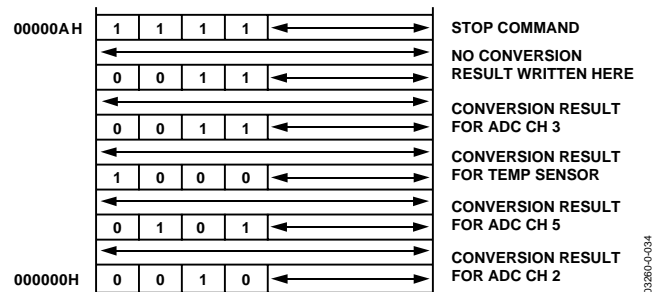 00000AH 1 1 1 1 STOP COMMAND
NO CONVERSION
0 0 1 1 RESULT WRITTEN HERE
CONVERSION RESULT
0 0 1 1 FOR ADC CH 3
CONVERSION RESULT
1 0 0 0 FOR TEMP SENSOR
CONVERSION RESULT
0 1 0 1 FOR ADC CH 5
CONVERSION RESULT
000000H 0 0 1 0 FOR ADC CH 2
03260-0-034